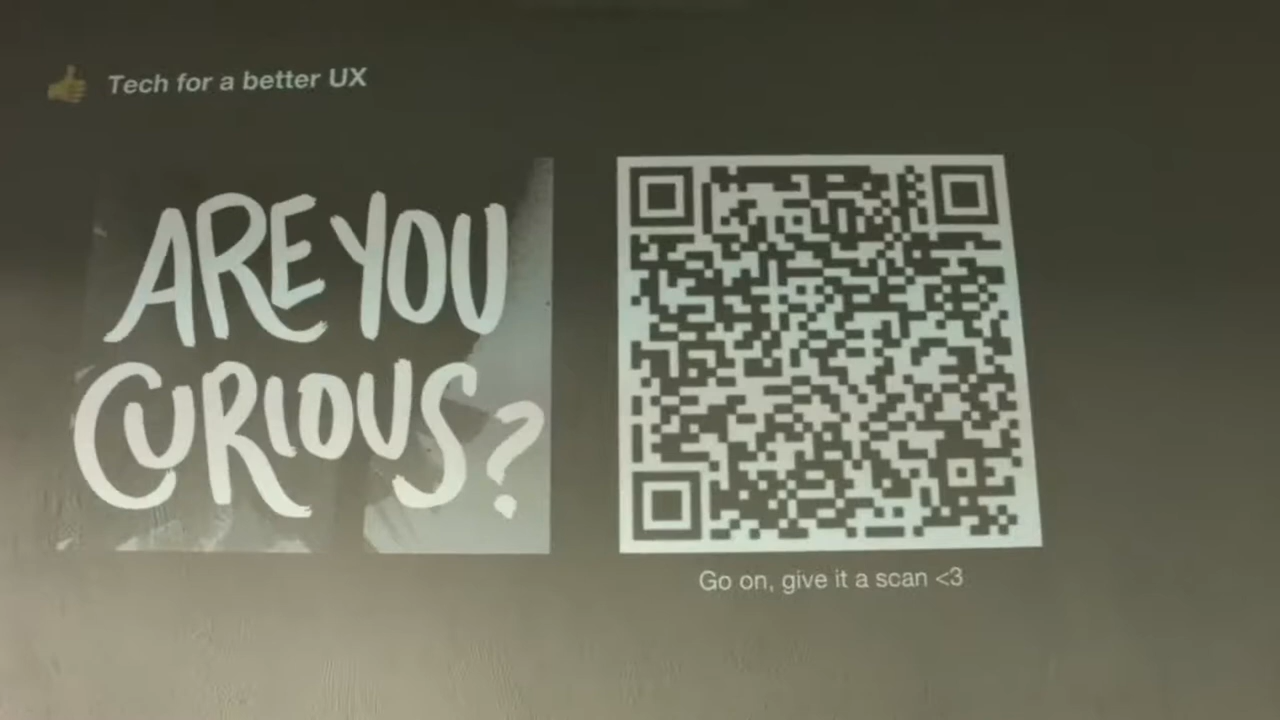 👍 Tech for a better UX
ARE YOU
CURIOUS?
Go on, give it a scan <3